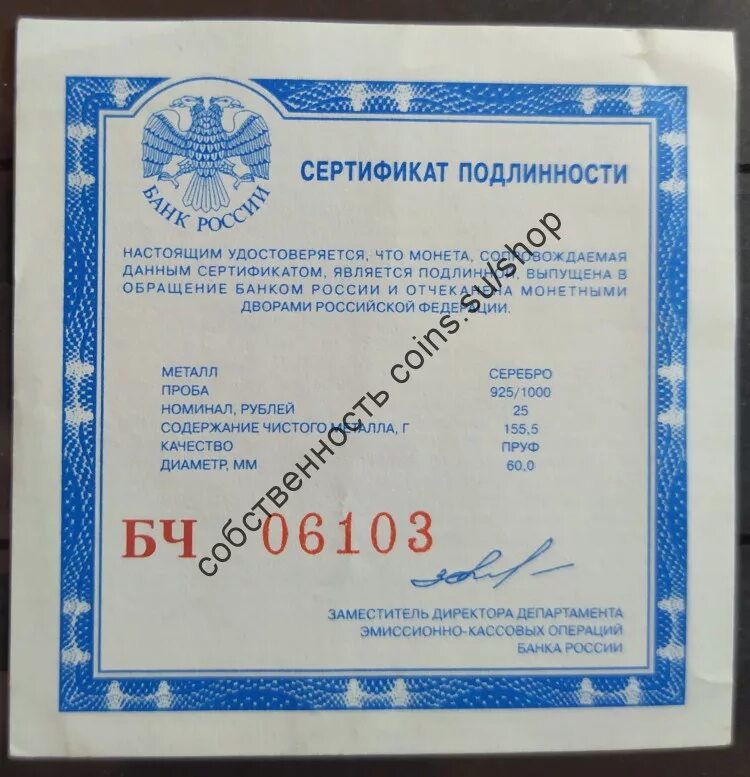 БАНК РОССИИ
СЕРТИФИКАТ ПОДЛИННОСТИ
НАСТОЯЩИМ УДОСТОВЕРЯЕТСЯ, ЧТО МОНЕТА, СОПРОВОЖДАЕМАЯ
ДАННЫМ СЕРТИФИКАТОМ, ЯВЛЯЕТСЯ ПОДЛИННОЙ, ВЫПУЩЕНА В
ОБРАЩЕНИЕ БАНКОМ РОССИИ И ОТЧЕКАНЕНА МОНЕТНЫМИ
ДВОРАМИ РОССИЙСКОЙ ФЕДЕРАЦИИ.
МЕТАЛЛ СЕРЕБРО
ПРОБА 925/1000
НОМИНАЛ, РУБЛЕЙ 25
СОДЕРЖАНИЕ ЧИСТОГО МЕТАЛЛА, Г 155,5
КАЧЕСТВО ПРУФ
ДИАМЕТР, ММ 60,0
БЧ 06103
ЗАМЕСТИТЕЛЬ ДИРЕКТОРА ДЕПАРТАМЕНТА
ЭМИССИОННО-КАССОВЫХ ОПЕРАЦИЙ
БАНКА РОССИИ
собственность coins.su/shop